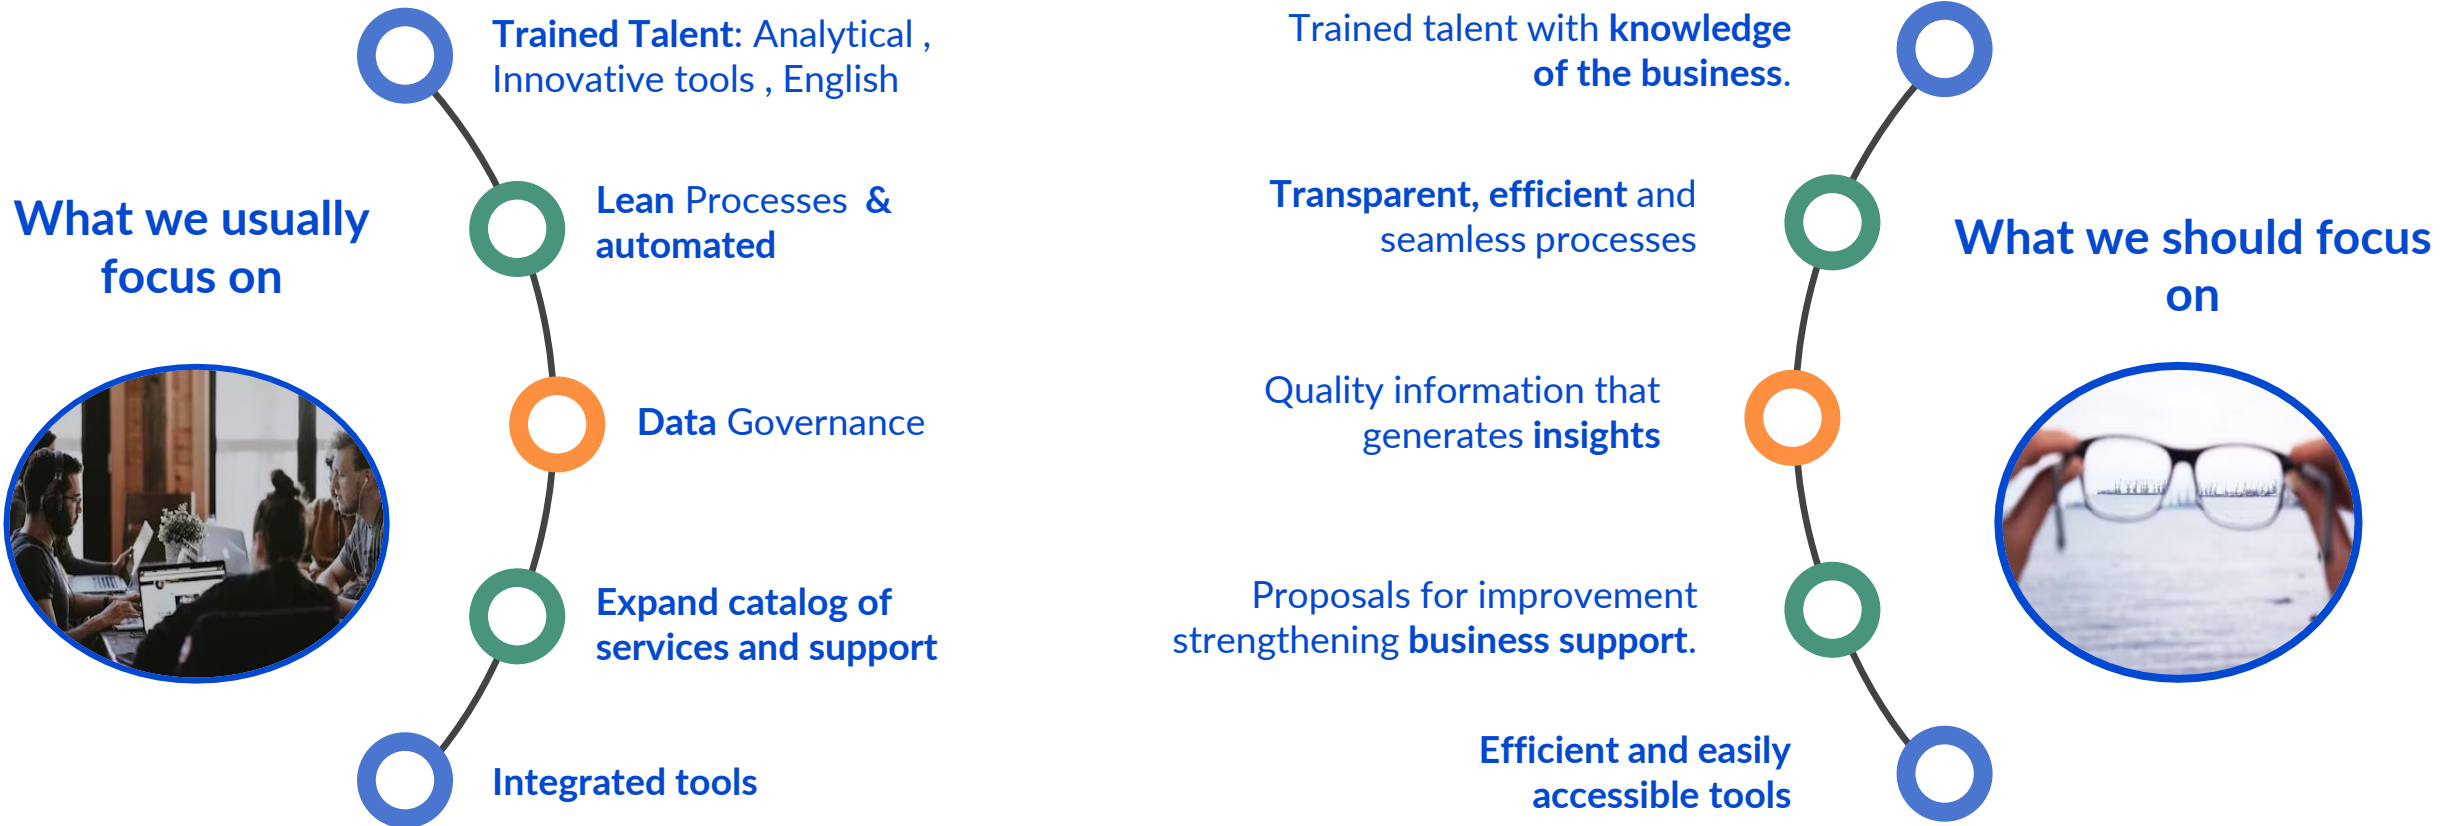 What we usually
focus on
Trained Talent: Analytical ,
Innovative tools , English
Lean Processes  &
automated
Data Governance
Expand catalog of
services and support
Integrated tools
Trained talent with knowledge
of the business.
Transparent, efficient and
seamless processes
Quality information that
generates insights
Proposals for improvement
strengthening business support.
Efficient and easily
accessible tools
What we should focus
on